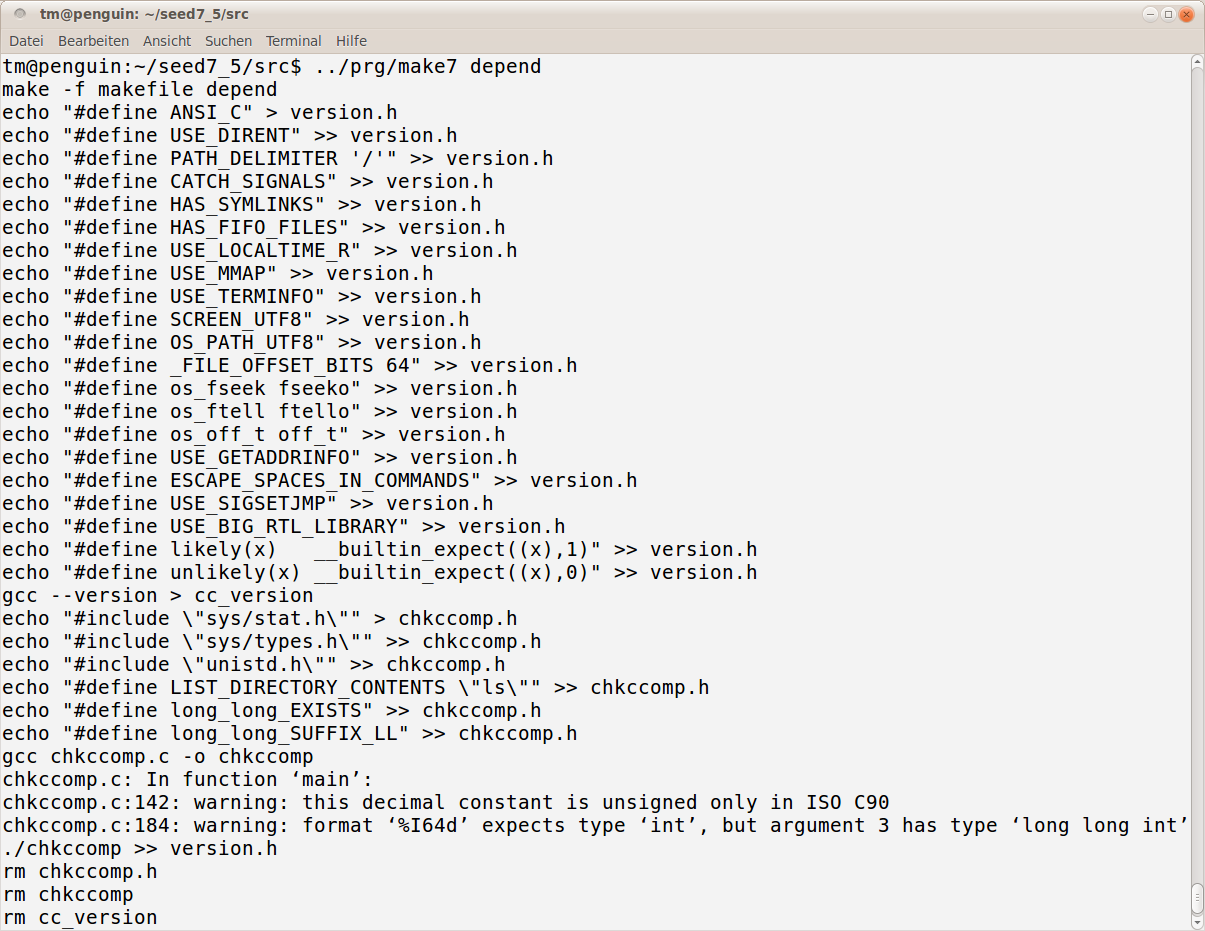 tm@penguin: ~/seed7_5/src
Datei Bearbeiten Ansicht Suchen Terminal Hilfe
tm@penguin:~/seed7_5/src$ ../prg/make7 depend
make -f makefile depend
echo "#define ANSI_C" > version.h
echo "#define USE_DIRENT" >> version.h
echo "#define PATH_DELIMITER '/'" >> version.h
echo "#define CATCH_SIGNALS" >> version.h
echo "#define HAS_SYMLINKS" >> version.h
echo "#define HAS_FIFO_FILES" >> version.h
echo "#define USE_LOCALTIME_R" >> version.h
echo "#define USE_MMAP" >> version.h
echo "#define USE_TERMINFO" >> version.h
echo "#define SCREEN_UTF8" >> version.h
echo "#define OS_PATH_UTF8" >> version.h
echo "#define _FILE_OFFSET_BITS 64" >> version.h
echo "#define os_fseek fseeko" >> version.h
echo "#define os_ftell ftello" >> version.h
echo "#define os_off_t off_t" >> version.h
echo "#define USE_GETADDRINFO" >> version.h
echo "#define ESCAPE_SPACES_IN_COMMANDS" >> version.h
echo "#define USE_SIGSETJMP" >> version.h
echo "#define USE_BIG_RTL_LIBRARY" >> version.h
echo "#define likely(x)   __builtin_expect((x),1)" >> version.h
echo "#define unlikely(x) __builtin_expect((x),0)" >> version.h
gcc --version > cc_version
echo "#include \"sys/stat.h\"" > chkccomp.h
echo "#include \"sys/types.h\"" >> chkccomp.h
echo "#include \"unistd.h\"" >> chkccomp.h
echo "#define LIST_DIRECTORY_CONTENTS \"ls\"" >> chkccomp.h
echo "#define long_long_EXISTS" >> chkccomp.h
echo "#define long_long_SUFFIX_LL" >> chkccomp.h
gcc chkccomp.c -o chkccomp
chkccomp.c: In function ‘main’:
chkccomp.c:142: warning: this decimal constant is unsigned only in ISO C90
chkccomp.c:184: warning: format ‘%I64d’ expects type ‘int’, but argument 3 has type ‘long long int’
./chkccomp >> version.h
rm chkccomp.h
rm chkccomp
rm cc_version